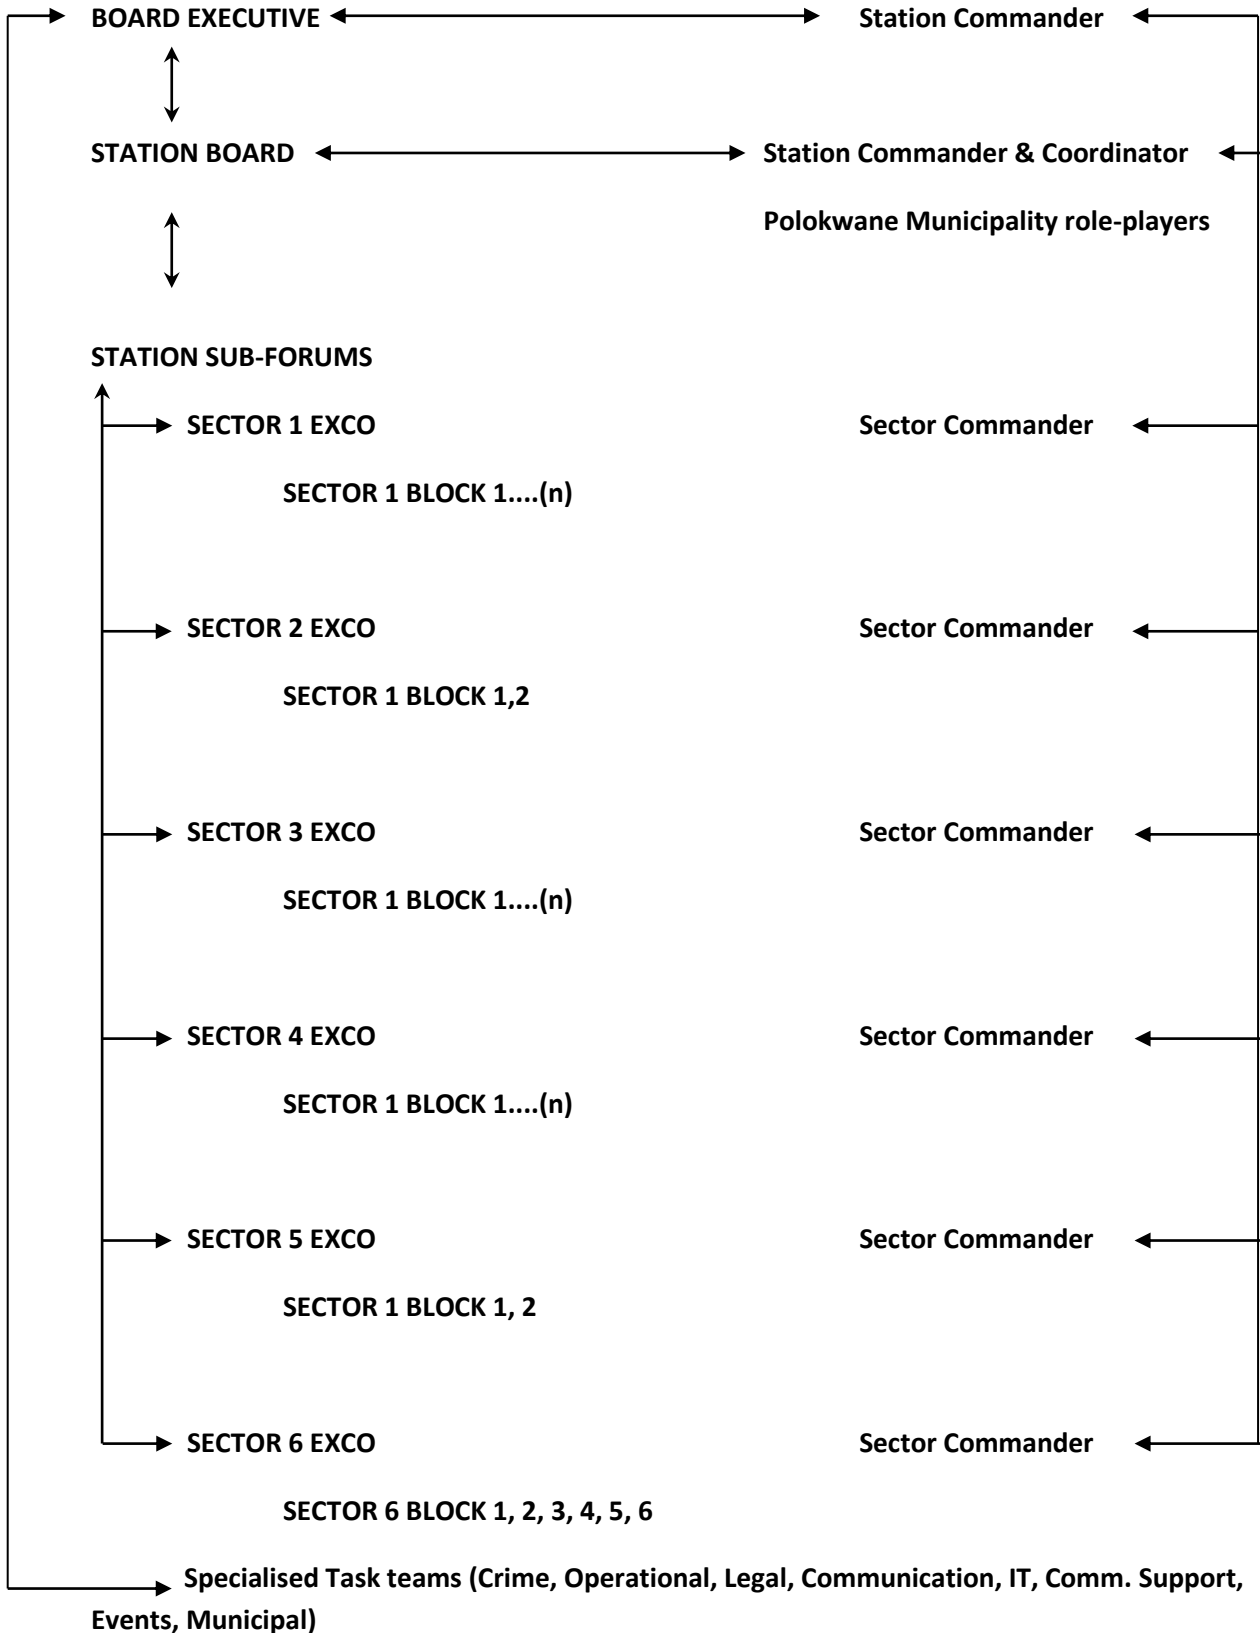 BOARD EXECUTIVE Station Commander
STATION BOARD Station Commander & Coordinator
Polokwane Municipality role-players
STATION SUB-FORUMS
SECTOR 1 EXCO Sector Commander
SECTOR 1 BLOCK 1....(n)
SECTOR 2 EXCO Sector Commander
SECTOR 1 BLOCK 1,2
SECTOR 3 EXCO Sector Commander
SECTOR 1 BLOCK 1....(n)
SECTOR 4 EXCO Sector Commander
SECTOR 1 BLOCK 1....(n)
SECTOR 5 EXCO Sector Commander
SECTOR 1 BLOCK 1, 2
SECTOR 6 EXCO Sector Commander
SECTOR 6 BLOCK 1, 2, 3, 4, 5, 6
Specialised Task teams (Crime, Operational, Legal, Communication, IT, Comm. Support,
Events, Municipal)